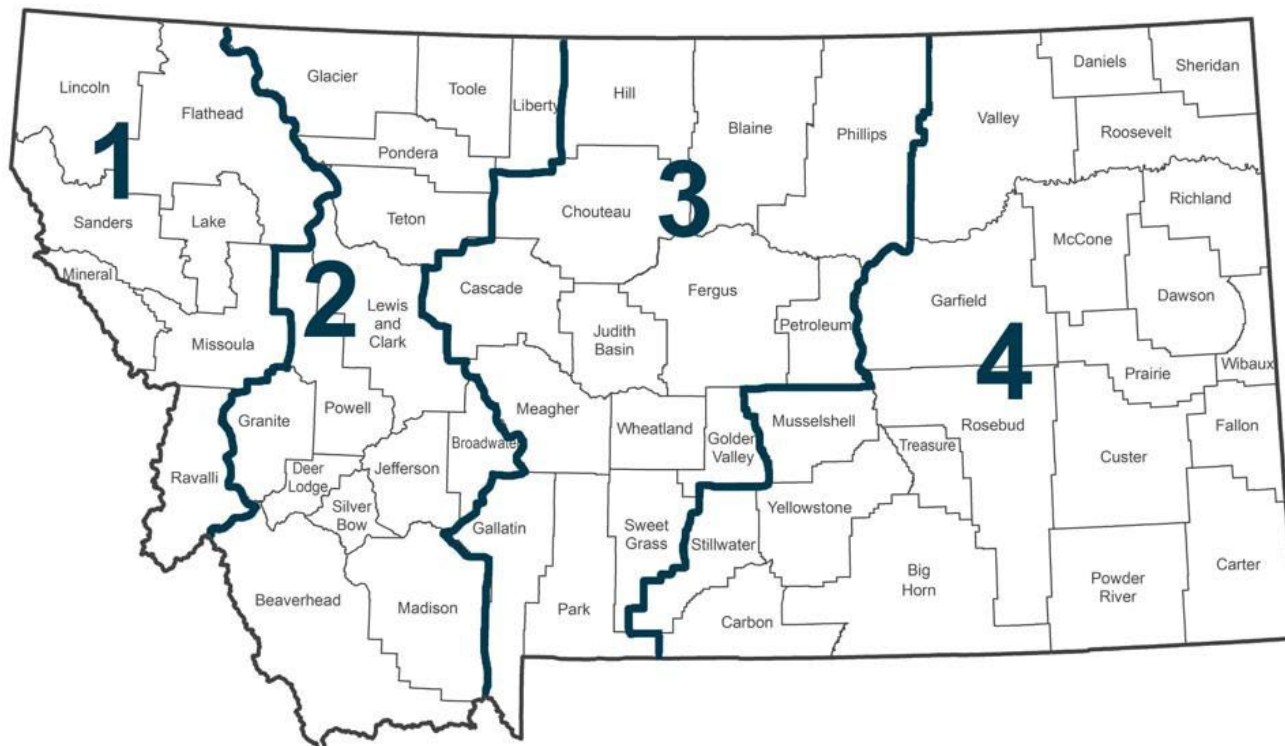 Lincoln
Flathead
Glacier
Toole
Liberty
Hill
Blaine
Phillips
Valley
Daniels
Sheridan
Roosevelt
1
Pondera
3
Sanders
Lake
Teton
Chouteau
McCone
Richland
Mineral
2
Lewis
and
Clark
Cascade
Fergus
Garfield
Dawson
Missoula
Judith
Basin
Petroleum
4
Prairie
Wibaux
Granite
Powell
Meagher
Wheatland
Golden
Valley
Musselshell
Rosebud
Fallon
Ravalli
Deer
Lodge
Jefferson
Broadwater
Treasure
Custer
Silver
Bow
Gallatin
Sweet
Grass
Stillwater
Yellowstone
Beaverhead
Madison
Park
Carbon
Big
Horn
Powder
River
Carter